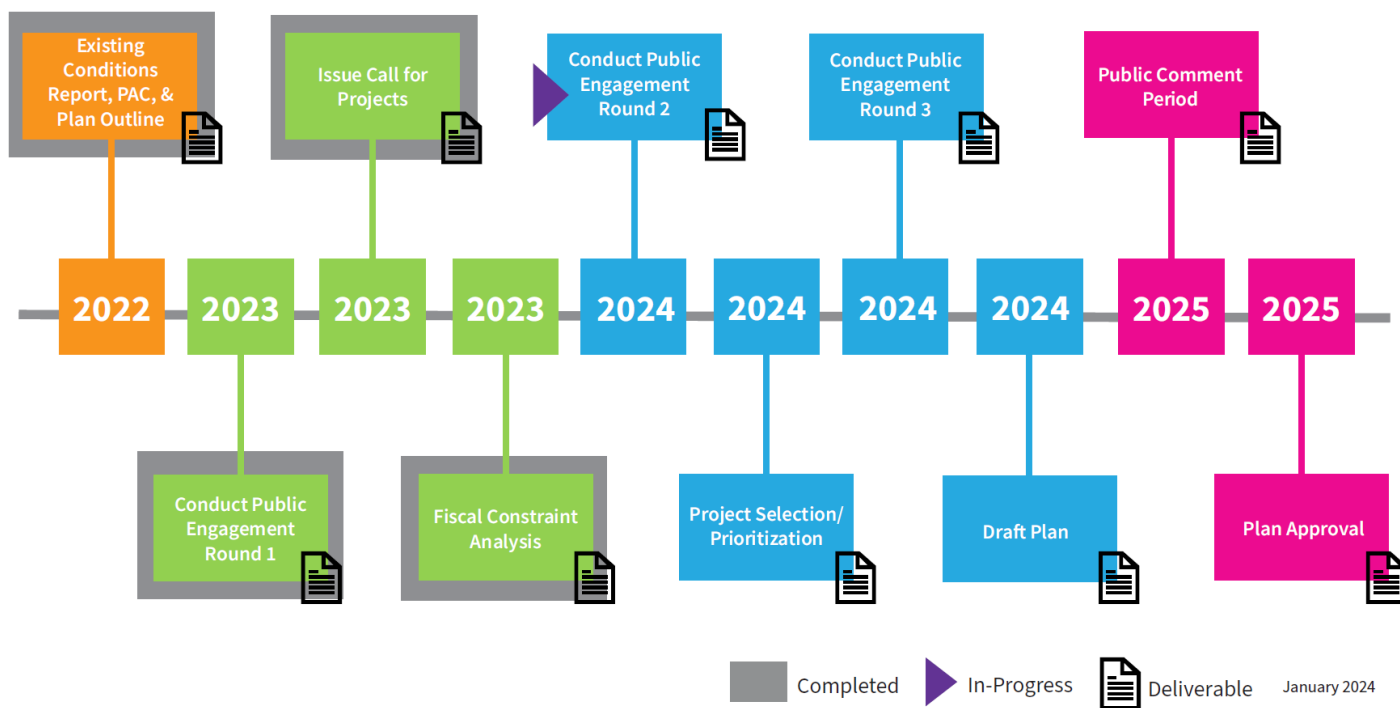 Existing
Conditions
Report, PAC, &
Plan Outline
Issue Call for
Projects
Conduct Public
Engagement
Round 2
Conduct Public
Engagement
Round 3
Public Comment
Period
2022
2023
2023
2023
2024
2024
2024
2024
2025
2025
Conduct Public
Engagement
Round 1
Fiscal Constraint
Analysis
Project Selection/
Prioritization
Draft Plan
Plan Approval
Completed
In-Progress
Deliverable
January 2024